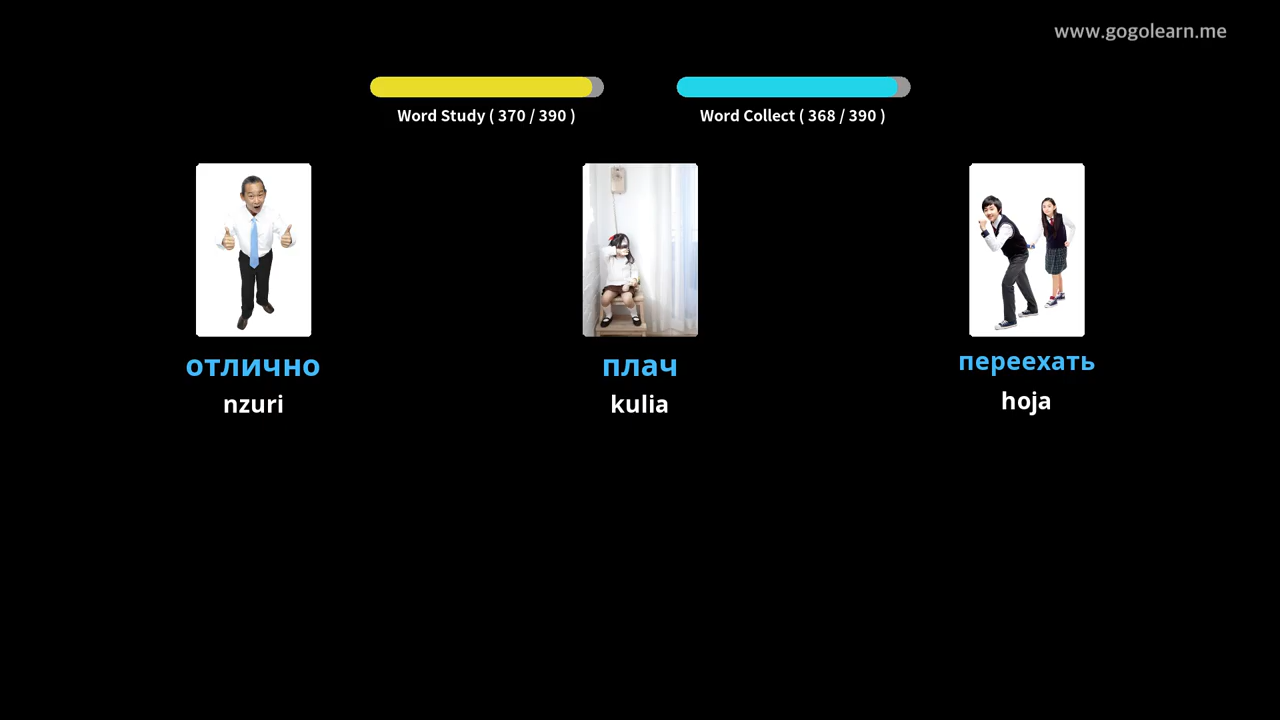 www.gogolearn.me
Word Study ( 370 / 390 )
Word Collect ( 368 / 390 )
отлично
nzuri
плач
kulia
переехать
hoja